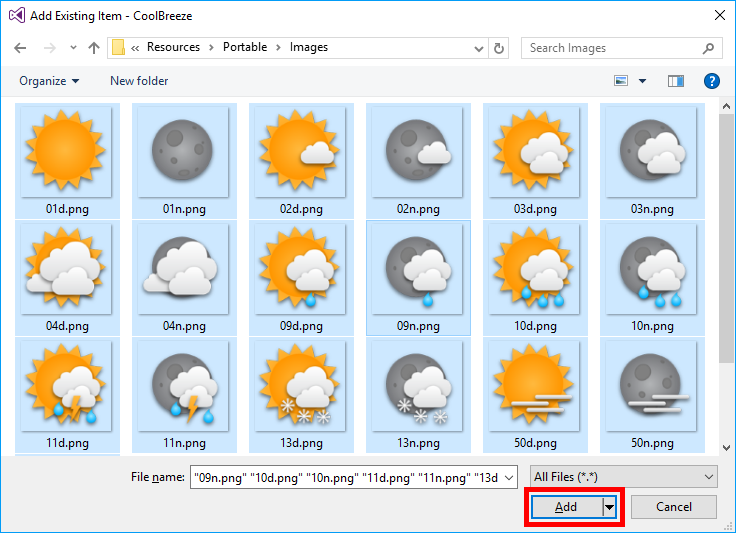 Add Existing Item - CoolBreeze
« Resources > Portable > Images
Search Images
Organize
New folder
?
01d.png 01n.png 02d.png 02n.png 03d.png 03n.png
04d.png 04n.png 09d.png 09n.png 10d.png 10n.png
11d.png 11n.png 13d.png 13n.png 50d.png 50n.png
File name: "09n.png" "10d.png" "10n.png" "11d.png" "11n.png" "13d
All Files (*.*)
Add
Cancel